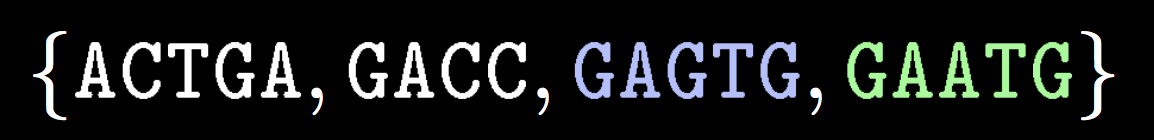 {ACTGA, GACC, GAGTG, GAATG}